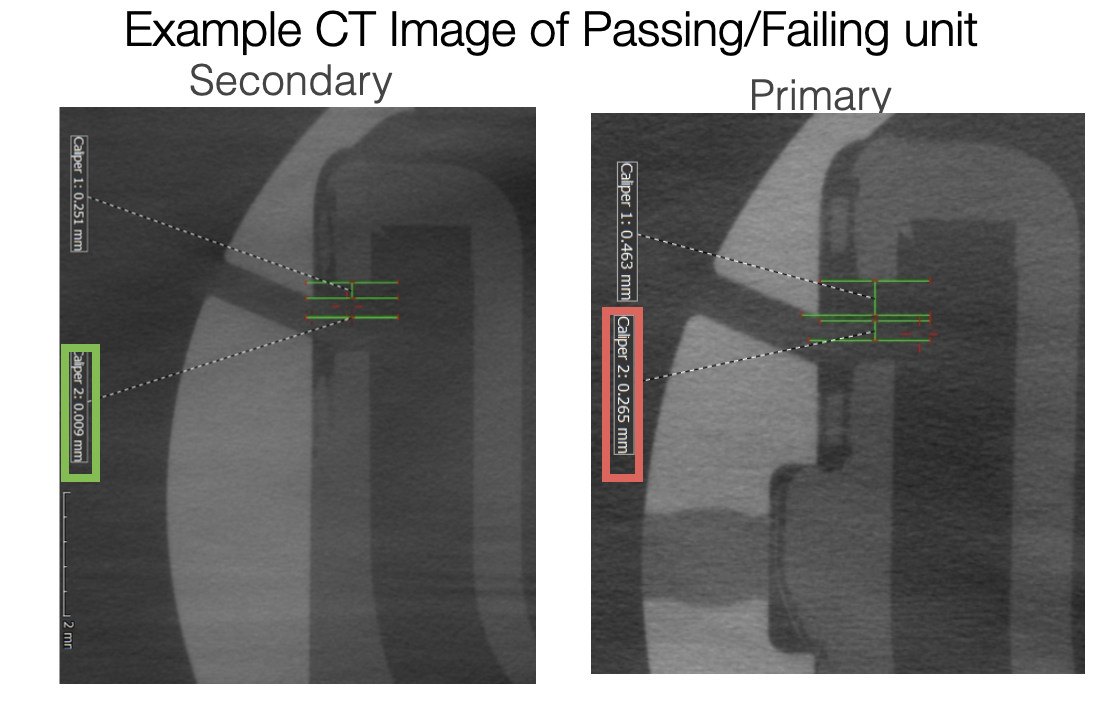 Example CT Image of Passing/Failing unit
Secondary
Primary
Caliper 1: 0.251 mm
aliper 2: 0.009 mm
2 mr
Caliper 1: 0.463 mm
Caliper 2: 0.265 mm